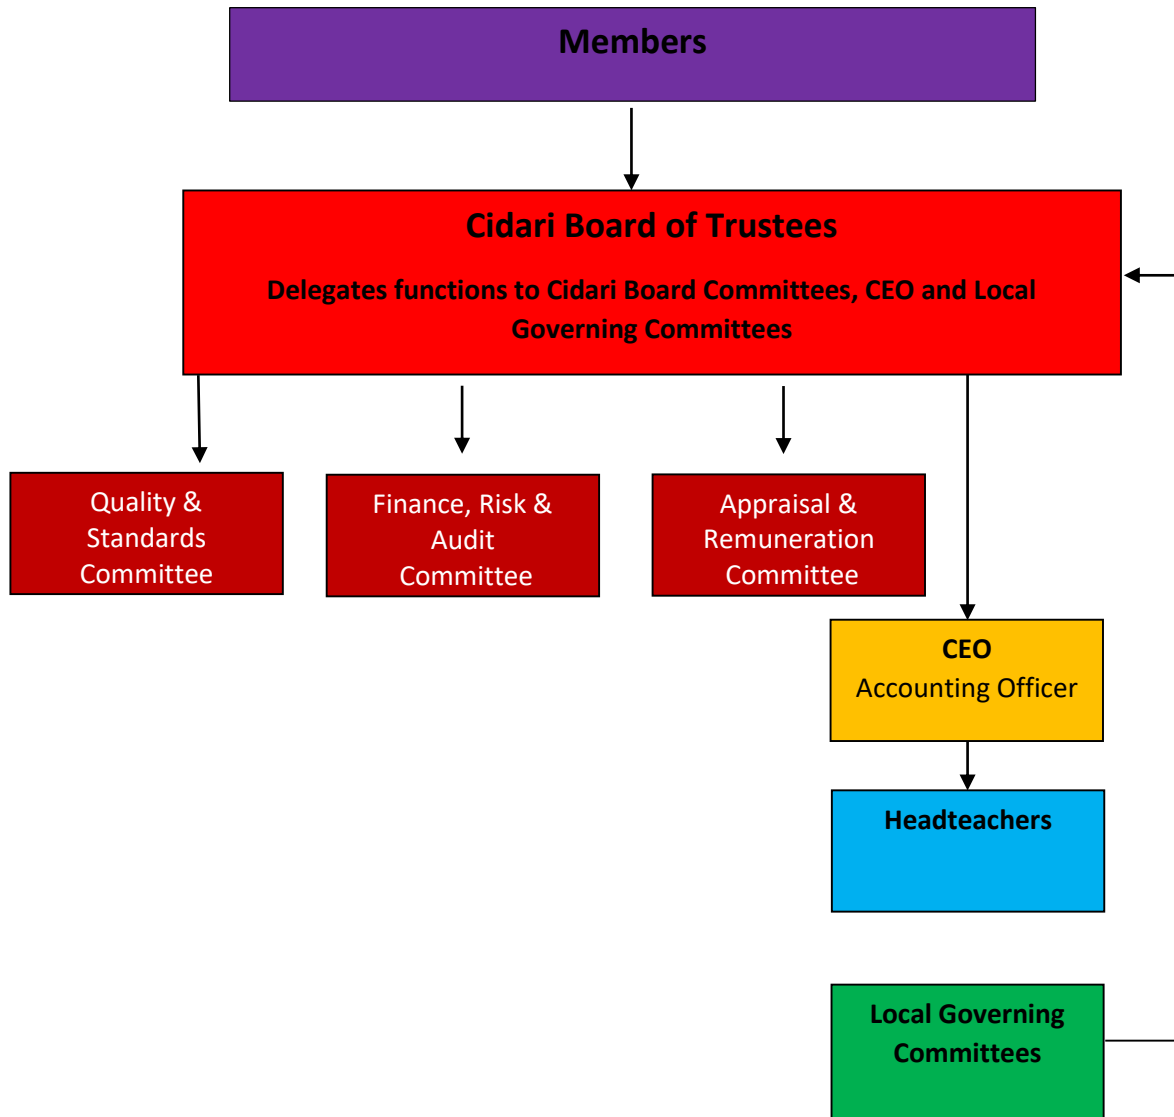 Members
Cidari Board of Trustees
Delegates functions to Cidari Board Committees, CEO and Local
Governing Committees
Quality &
Standards
Committee
Finance, Risk &
Audit
Committee
Appraisal &
Remuneration
Committee
CEO
Accounting Officer
Headteachers
Local Governing
Committees